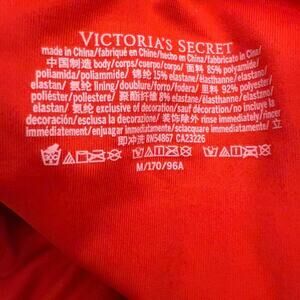 VICTORIA'S SECRET
made in China/fabriqué en Chine/hecho en China/fabricato in Cina/
中国制造 body/corps/cuerpo/corpo/ 面料 85% polyamide/
poliamida/poliammide/ 锦纶 15% elastane/élasthanne/elastano/
elastan/ 氨纶 lining/ doublure/forro/fodera/ 里料 92% polyester/
poliéster/poliestere/ 聚酯纤维 8% elastane/élasthanne/elastano/
elastan/ 氨纶 exclusive of decoration/sauf décoration/no incluye la
decoración/esclusa la decorazione/ 装饰除外 rinse immediately/rincer
immédiatement/enjuagar inmediatamente/sciacquare immediatamente/
立即冲洗 RN54867 CA23226
M/170/96A